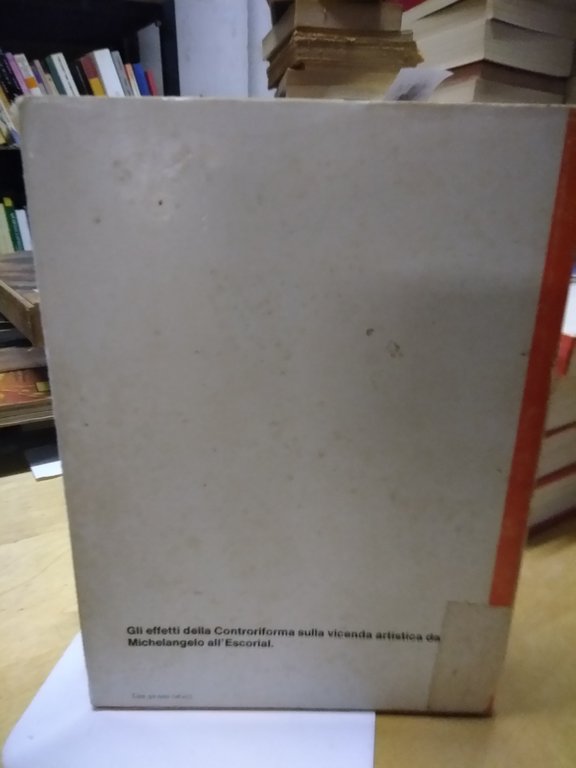 Gli effetti della Controriforma sulla vicenda artistica da
Michelangelo all'Escorial.